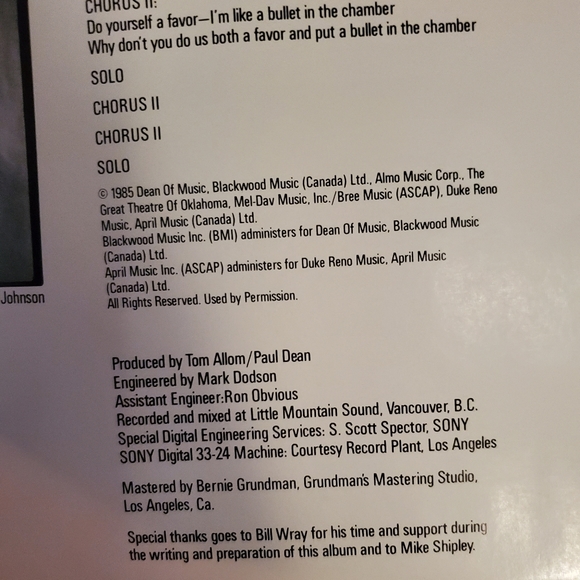 CHORUS II:
Do yourself a favor—I'm like a bullet in the chamber
Why don't you do us both a favor and put a bullet in the chamber
SOLO
CHORUS II
CHORUS II
SOLO
© 1985 Dean Of Music, Blackwood Music (Canada) Ltd., Almo Music Corp., The
Great Theatre Of Oklahoma, Mel-Dav Music, Inc./Bree Music (ASCAP), Duke Reno
Music, April Music (Canada) Ltd.
Blackwood Music Inc. (BMI) administers for Dean Of Music, Blackwood Music
(Canada) Ltd.
April Music Inc. (ASCAP) administers for Duke Reno Music, April Music
(Canada) Ltd.
All Rights Reserved. Used by Permission.
Johnson
Produced by Tom Allom/Paul Dean
Engineered by Mark Dodson
Assistant Engineer:Ron Obvious
Recorded and mixed at Little Mountain Sound, Vancouver, B.C.
Special Digital Engineering Services: S. Scott Spector, SONY
SONY Digital 33-24 Machine: Courtesy Record Plant, Los Angeles
Mastered by Bernie Grundman, Grundman's Mastering Studio,
Los Angeles, Ca.
Special thanks goes to Bill Wray for his time and support during
the writing and preparation of this album and to Mike Shipley.